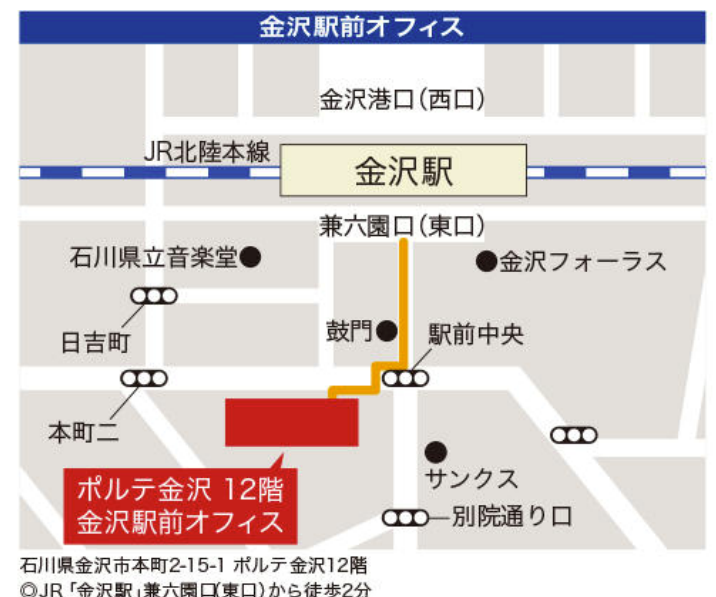 金沢駅前オフィス
金沢港口(西口)
JR北陸本線
金沢駅
兼六園口(東口)
石川県立音楽堂
金沢フォーラス
日吉町
鼓門
駅前中央
本町二
サンクス
ポルテ金沢 12階
金沢駅前オフィス
別院通り口
石川県金沢市本町2-15-1 ポルテ金沢12階
◎JR「金沢駅」兼六園口(東口)から徒歩2分